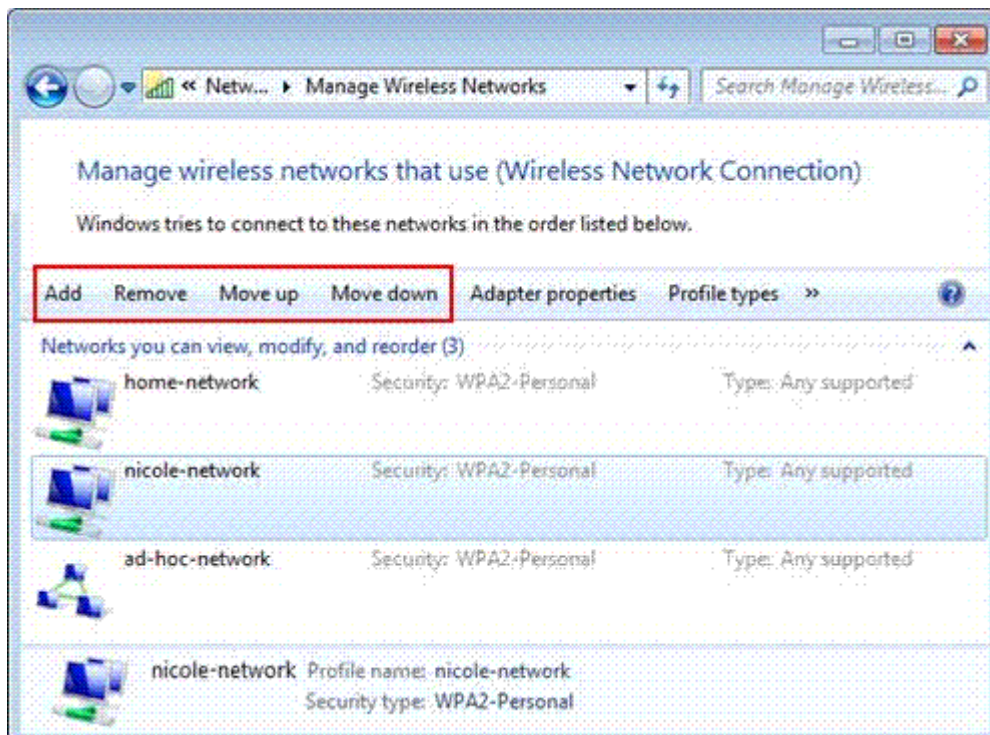 « Netw... ▸ Manage Wireless Networks Search Manage Wireless...
Manage wireless networks that use (Wireless Network Connection)
Windows tries to connect to these networks in the order listed below.
Add Remove Move up Move down Adapter properties Profile types »
Networks you can view, modify, and reorder (3)
home-network Security: WPA2-Personal Type: Any supported
nicole-network Security: WPA2-Personal Type: Any supported
ad-hoc-network Security: WPA2-Personal Type: Any supported
nicole-network Profile name: nicole-network
Security type: WPA2-Personal